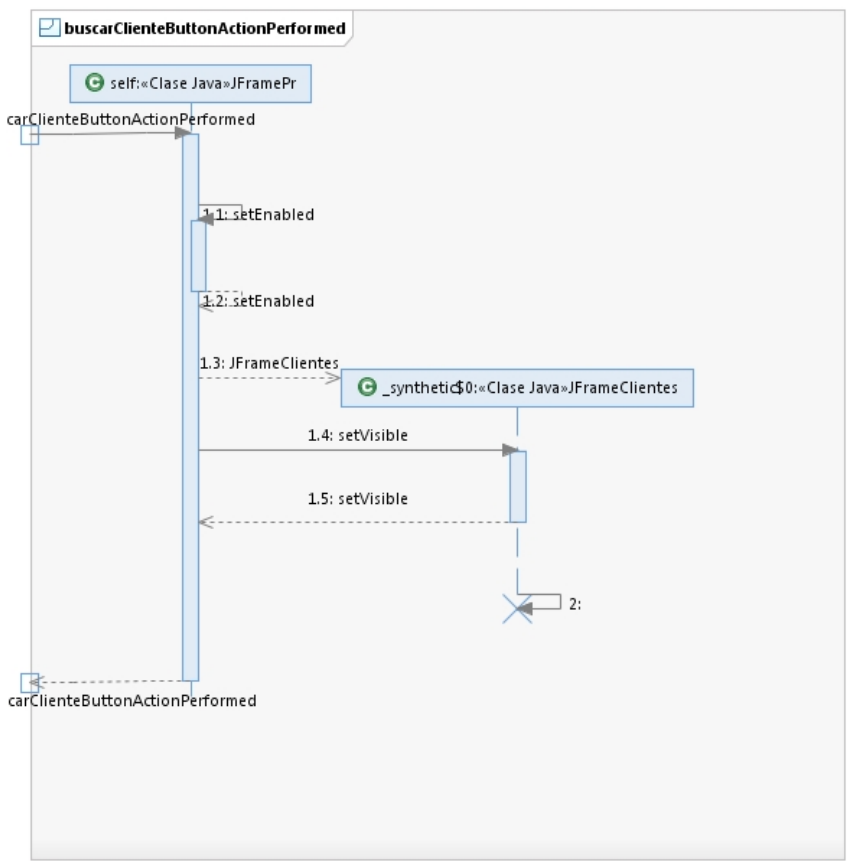 buscarClienteButtonActionPerformed
C self:«Clase Java»JFramePr
carClienteButtonActionPerformed
1.1: setEnabled
1.2: setEnabled
1.3: JFrameClientes
C _synthetic$0:«Clase Java»JFrameClientes
1.4: setVisible
1.5: setVisible
2:
carClienteButtonActionPerformed